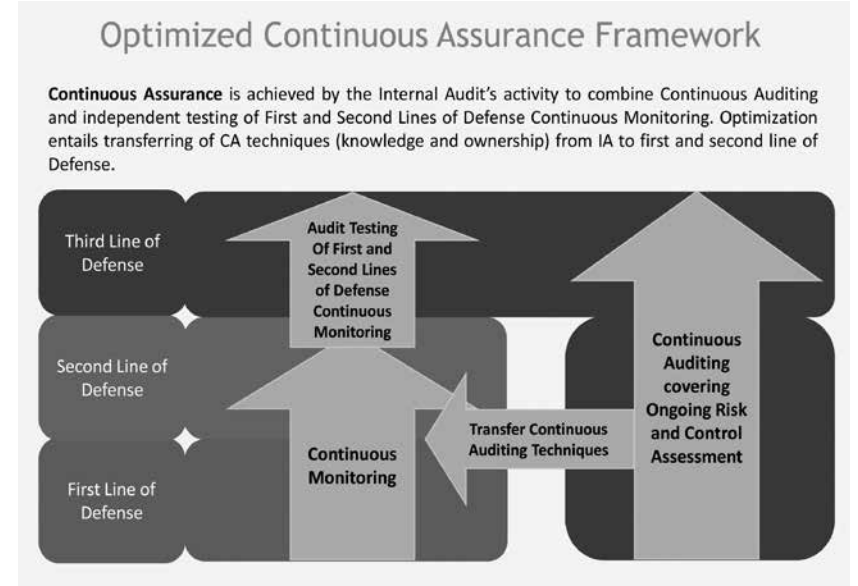 Optimized Continuous Assurance Framework
Continuous Assurance is achieved by the Internal Audit's activity to combine Continuous Auditing
and independent testing of First and Second Lines of Defense Continuous Monitoring. Optimization
entails transferring of CA techniques (knowledge and ownership) from IA to first and second line of
Defense.
Third Line of
Defense
Audit Testing
Of First and
Second Lines
of Defense
Continuous
Monitoring
Second Line of
Defense
Continuous
Auditing
covering
Ongoing Risk
and Control
Assessment
Transfer Continuous
Auditing Techniques
Continuous
Monitoring
First Line of
Defense